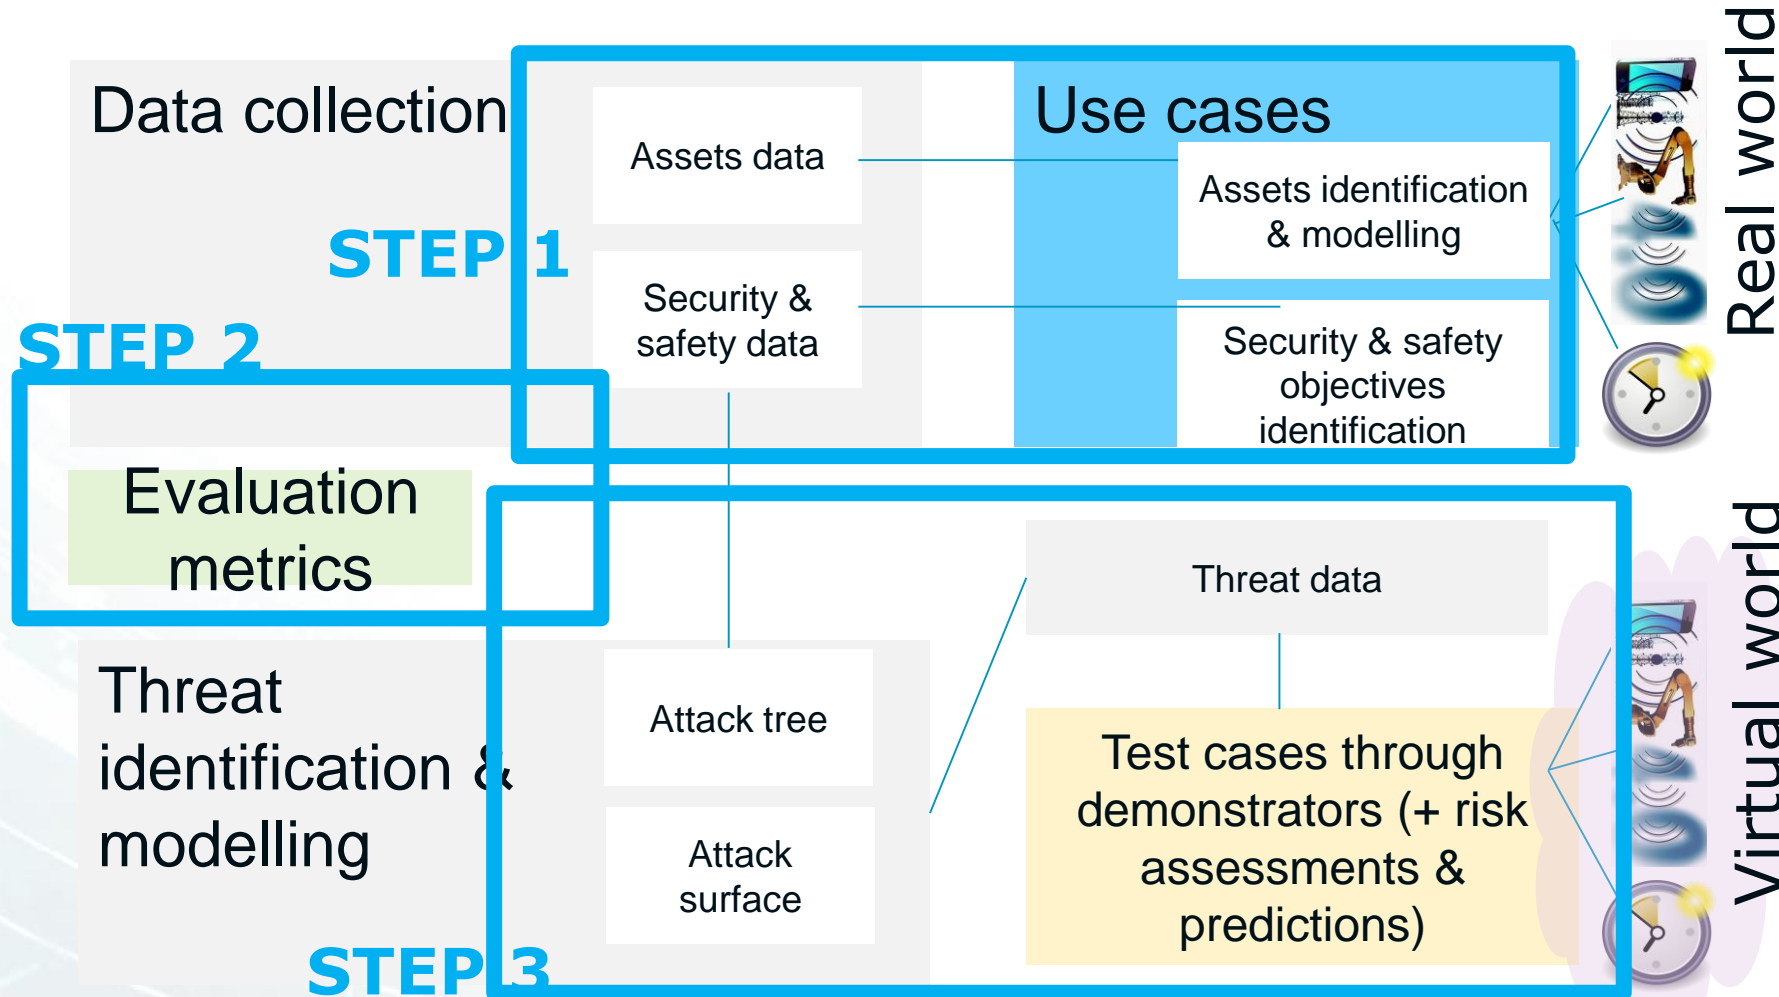 Data collection
Assets data
Use cases
Assets identification
& modelling
Real world
STEP 1
Security &
safety data
STEP 2
Security & safety
objectives
identification
Evaluation
metrics
Threat data
Virtual world
Threat
identification &
modelling
Attack tree
Test cases through
demonstrators (+ risk
assessments &
predictions)
Attack
surface
STEP 3